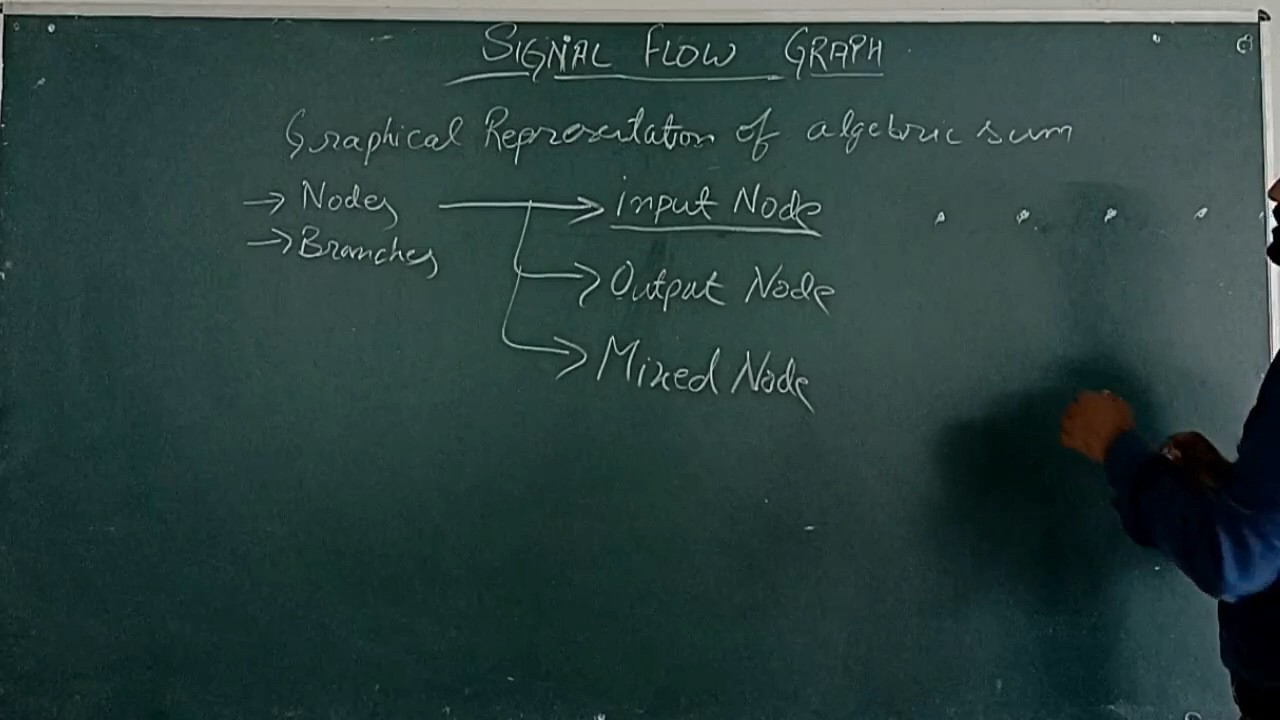 SIGNAL FLOW GRAPH
Graphical Representation of algebric sum
→ Nodes → input Node
→ Branches
→ Output Node
→ Mixed Node